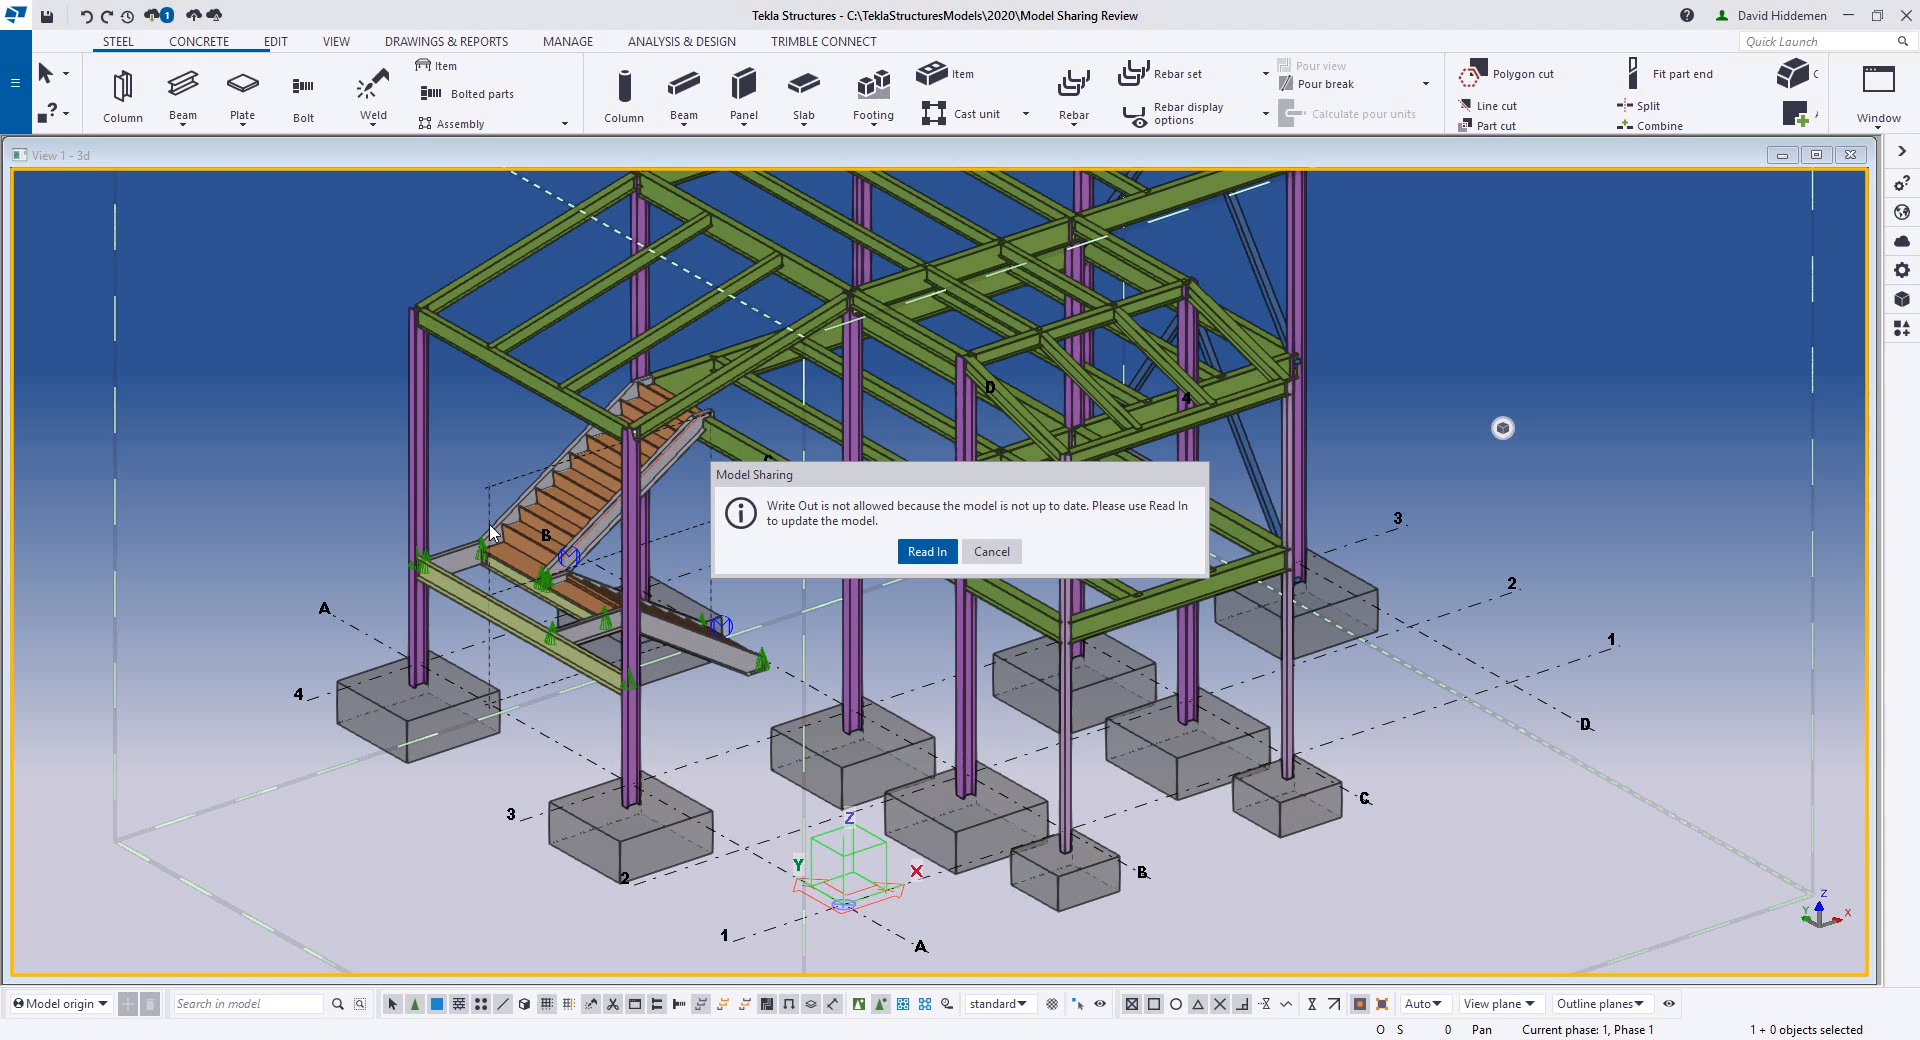 1
Tekla Structures - C:\TeklaStructuresModels\2020\Model Sharing Review
David Hiddemen
STEEL CONCRETE EDIT VIEW DRAWINGS & REPORTS MANAGE ANALYSIS & DESIGN TRIMBLE CONNECT
Quick Launch
Column Beam Plate Bolt Weld
Item
Bolted parts
Assembly
Column Beam Panel Slab Footing
Item
Cast unit
Rebar
Rebar set
Rebar display options
Pour view
Pour break
Calculate pour units
Polygon cut
Line cut
Part cut
Fit part end
Split
Combine
Window
View 1 - 3d
D
4
Model Sharing
Write Out is not allowed because the model is not up to date. Please use Read In
to update the model.
Read In Cancel
B
3
2
A
1
4
D
3
C
Z
2
Y X
B
1
A
Z
Y X
Model origin
Search in model
standard
Auto
View plane
Outline planes
O S 0 Pan Current phase: 1, Phase 1 1 + 0 objects selected